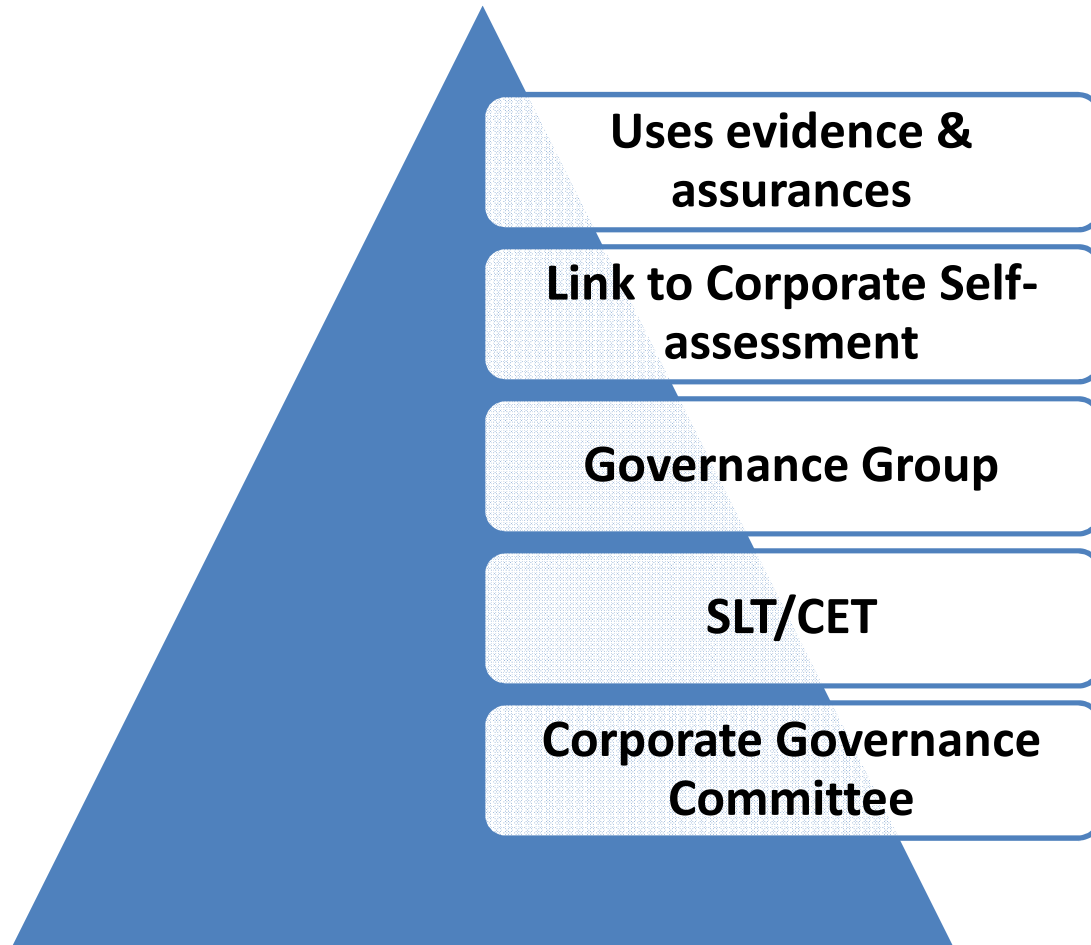 Uses evidence &
assurances
Link to Corporate Self-
assessment
Governance Group
SLT/CET
Corporate Governance
Committee